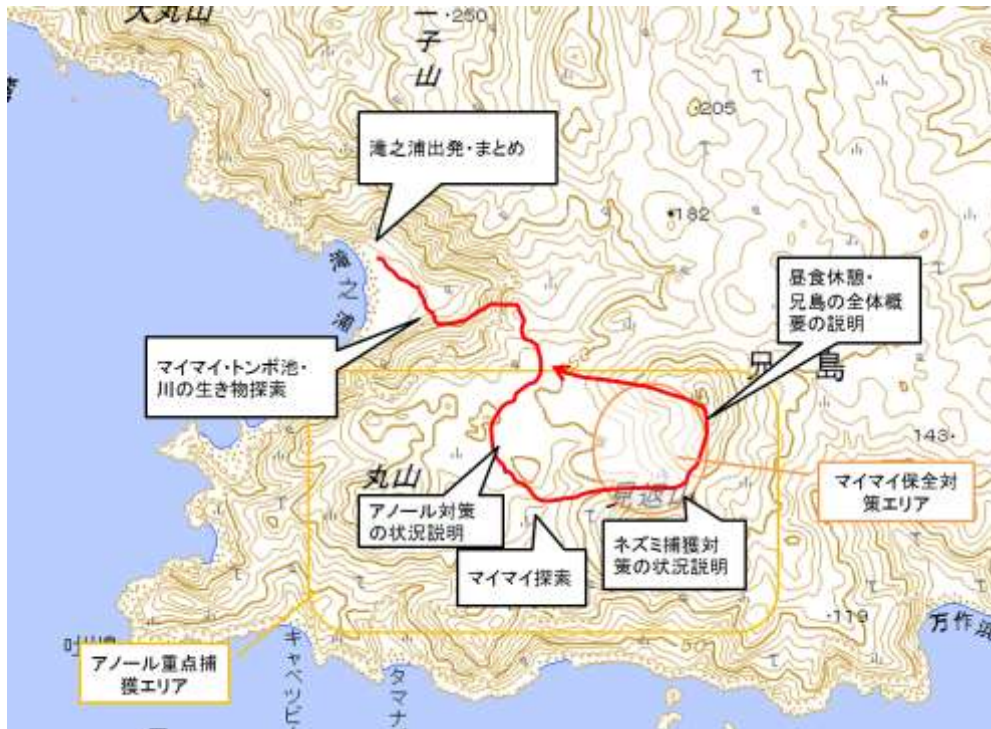 大丸山
二子山
・250
・205
・182
滝之浦出発・まとめ
滝之浦
昼食休憩・
兄島の全体概
要の説明
兄島
マイマイ・トンボ池・
川の生き物探索
143・
丸山
見返山
マイマイ保全対
策エリア
アノール対策
の状況説明
マイマイ探索
ネズミ捕獲対
策の状況説明
・119
万作浜
50
アノール重点捕
獲エリア
キャベツビ
タマナ